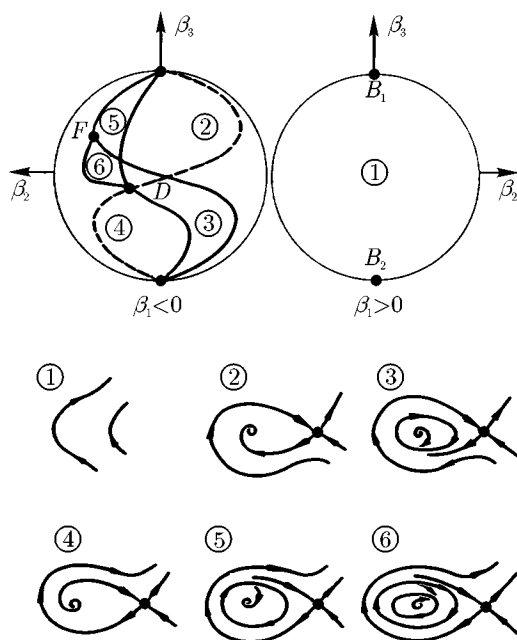 β₃ β₃
B₁
⑤ ②
F
⑥ ①
β₂ D β₂
④ ③
B₂
β₁<0 β₁>0
① ② ③
④ ⑤ ⑥